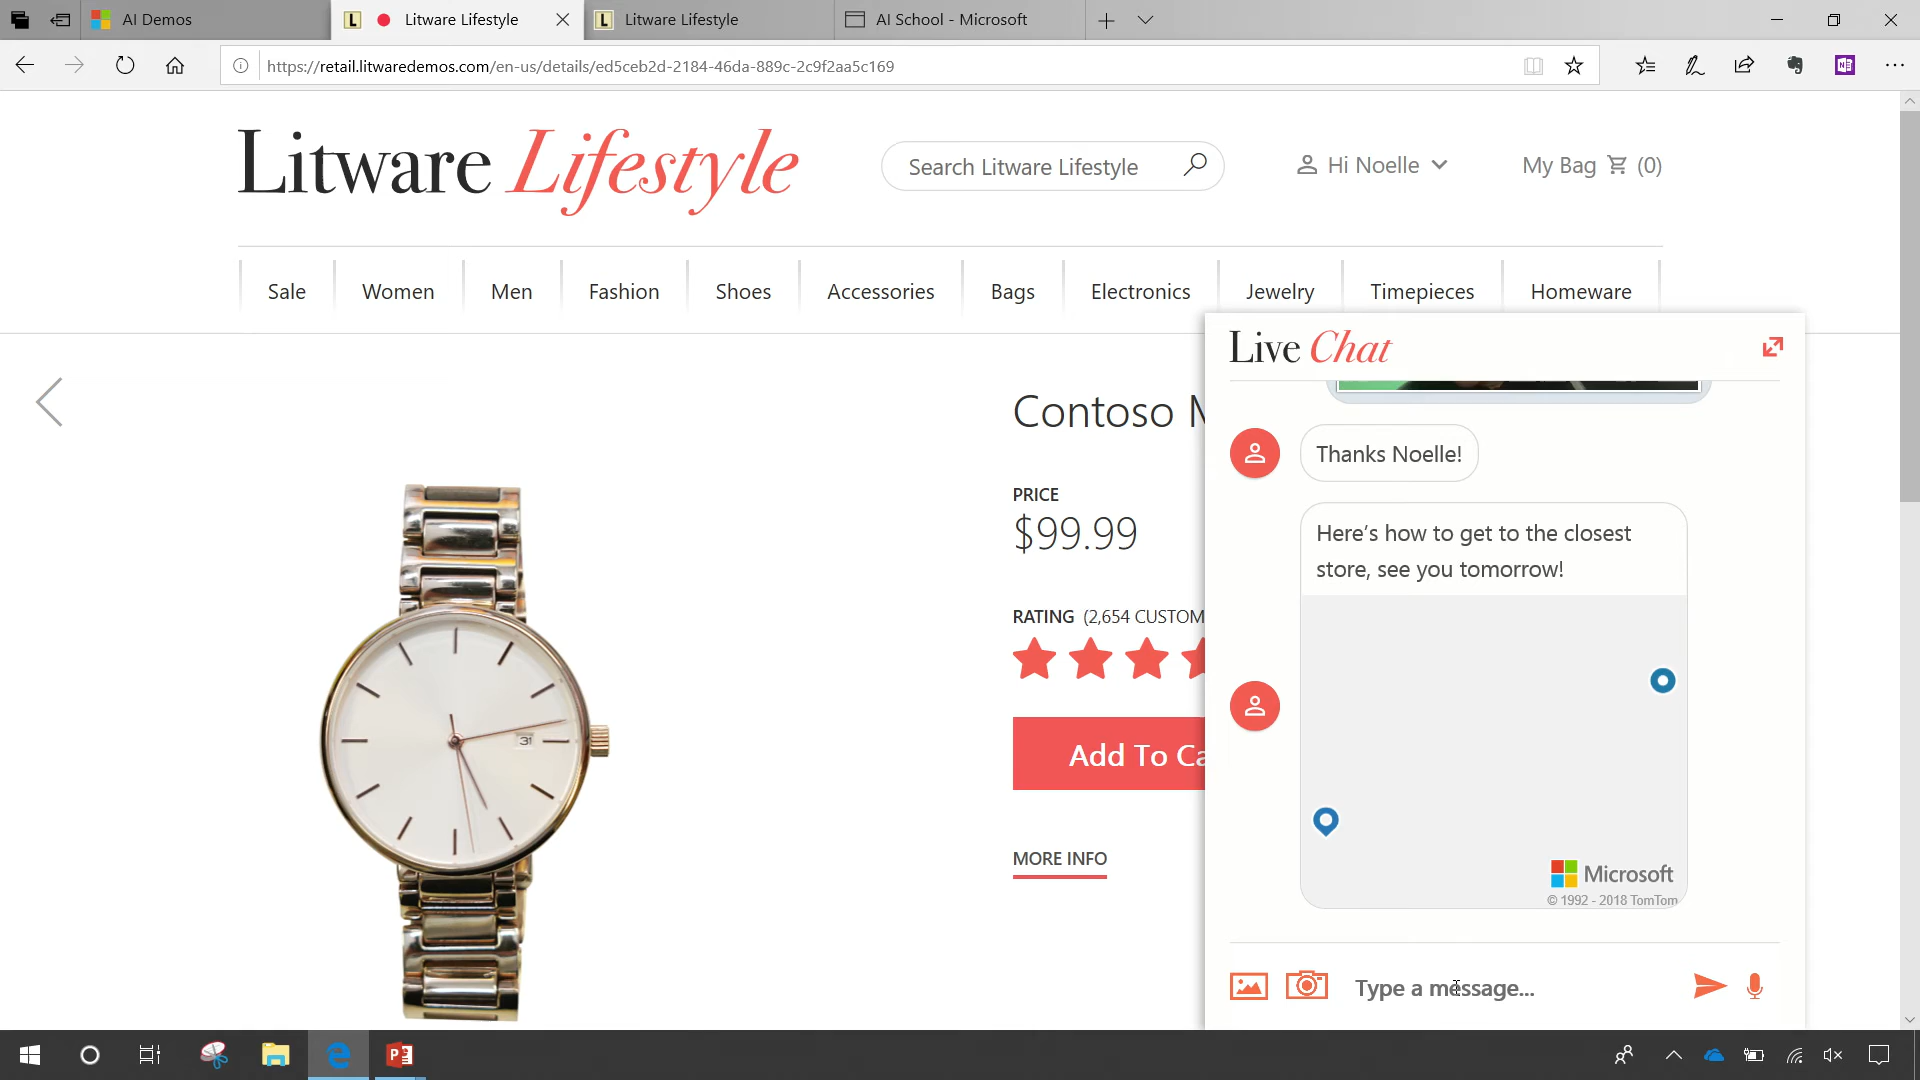 AI Demos
L Litware Lifestyle
L Litware Lifestyle
AI School - Microsoft
https://retail.litwaredemos.com/en-us/details/ed5ceb2d-2184-46da-889c-2c9f2aa5c169
Litware Lifestyle
Search Litware Lifestyle
Hi Noelle
My Bag (0)
Sale
Women
Men
Fashion
Shoes
Accessories
Bags
Electronics
Jewelry
Timepieces
Homeware
Contoso M
PRICE
$99.99
RATING (2,654 CUSTOM
Add To Ca
MORE INFO
31
Live Chat
Thanks Noelle!
Here’s how to get to the closest
store, see you tomorrow!
Microsoft
© 1992 - 2018 TomTom
Type a message...